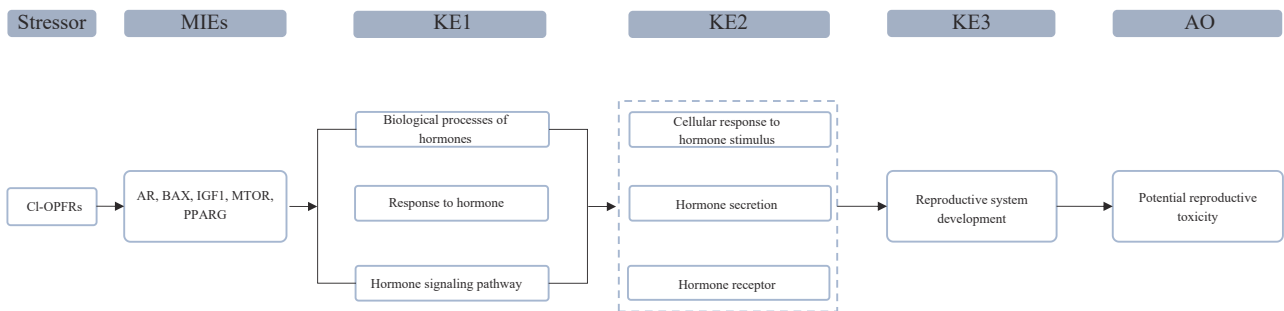 Stressor
MIEs
KE1
KE2
KE3
AO
Cl-OPFRs
AR, BAX, IGF1, MTOR,
PPARG
Biological processes of
hormones
Response to hormone
Hormone signaling pathway
Cellular response to
hormone stimulus
Hormone secretion
Hormone receptor
Reproductive system
development
Potential reproductive
toxicity